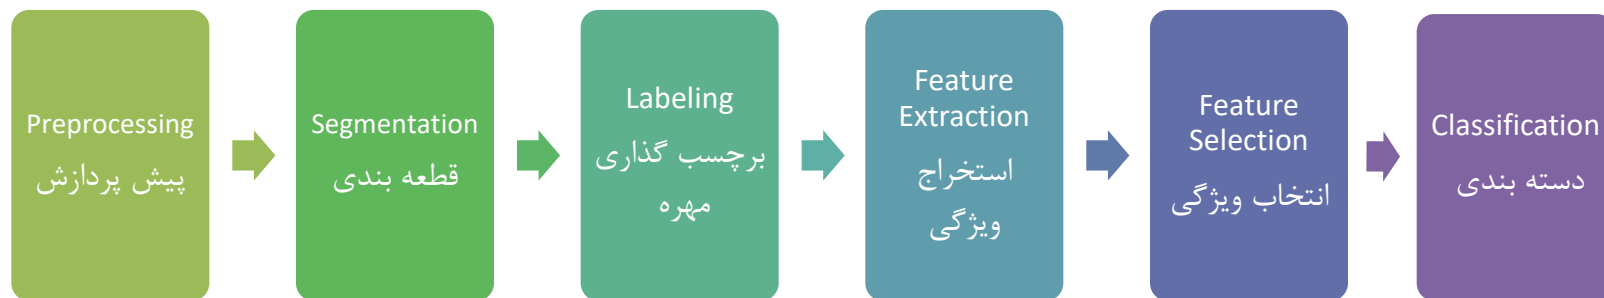 Preprocessing
پیش پردازش
Segmentation
قطعه بندی
Labeling
برچسب گذاری
مهره
Feature
Extraction
استخراج
ویژگی
Feature
Selection
انتخاب ویژگی
Classification
دسته بندی